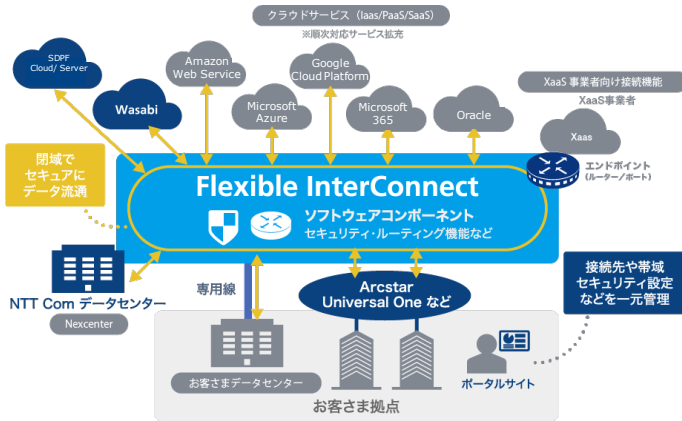 クラウドサービス（Iaas/PaaS/SaaS）
※順次対応サービス拡充
SDPF
Cloud/ Server
Wasabi
Amazon
Web Service
Microsoft
Azure
Google
Cloud Platform
Microsoft
365
Oracle
XaaS 事業者向け接続機能
XaaS事業者
Xaas
エンドポイント
(ルーター／ポート)
閉域で
セキュアに
データ流通
Flexible InterConnect
ソフトウェアコンポーネント
セキュリティ・ルーティング機能など
NTT Com データセンター
Nexcenter
専用線
Arcstar
Universal One など
接続先や帯域
セキュリティ設定
などを一元管理
お客さまデータセンター
ポータルサイト
お客さま拠点